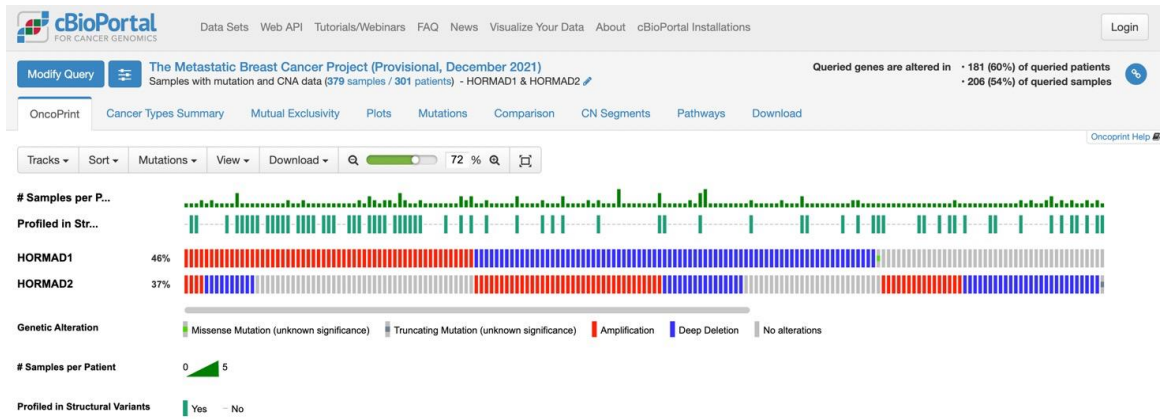 cBioPortal
FOR CANCER GENOMICS
Data Sets Web API Tutorials/Webinars FAQ News Visualize Your Data About cBioPortal Installations
Login
Modify Query
The Metastatic Breast Cancer Project (Provisional, December 2021)
Samples with mutation and CNA data (379 samples / 301 patients) - HORMAD1 & HORMAD2
Queried genes are altered in
• 181 (60%) of queried patients
• 206 (54%) of queried samples
OncoPrint Cancer Types Summary Mutual Exclusivity Plots Mutations Comparison CN Segments Pathways Download
Oncoprint Help
Tracks Sort Mutations View Download 72 %
# Samples per P...
Profiled in Str...
HORMAD1 46%
HORMAD2 37%
Genetic Alteration Missense Mutation (unknown significance) Truncating Mutation (unknown significance) Amplification Deep Deletion No alterations
# Samples per Patient 0 5
Profiled in Structural Variants Yes No